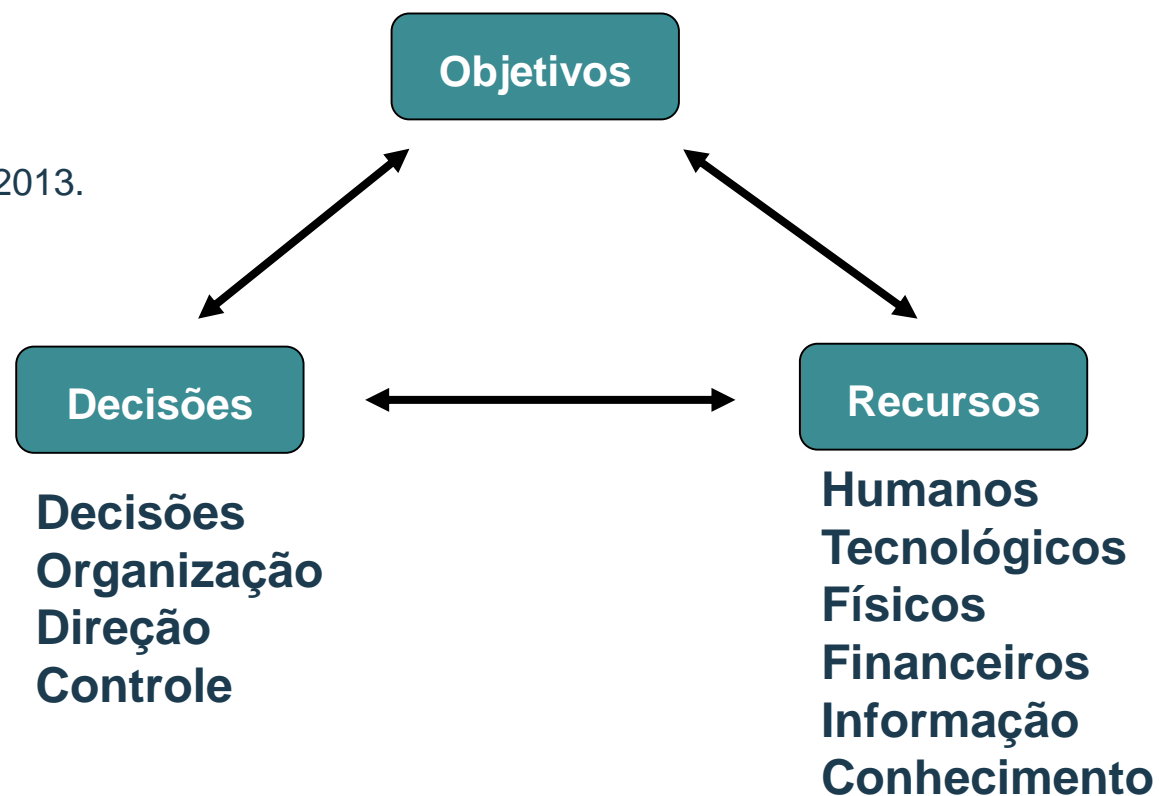 Objetivos
2013.
Decisões
Recursos
Decisões
Organização
Direção
Controle
Humanos
Tecnológicos
Físicos
Financeiros
Informação
Conhecimento